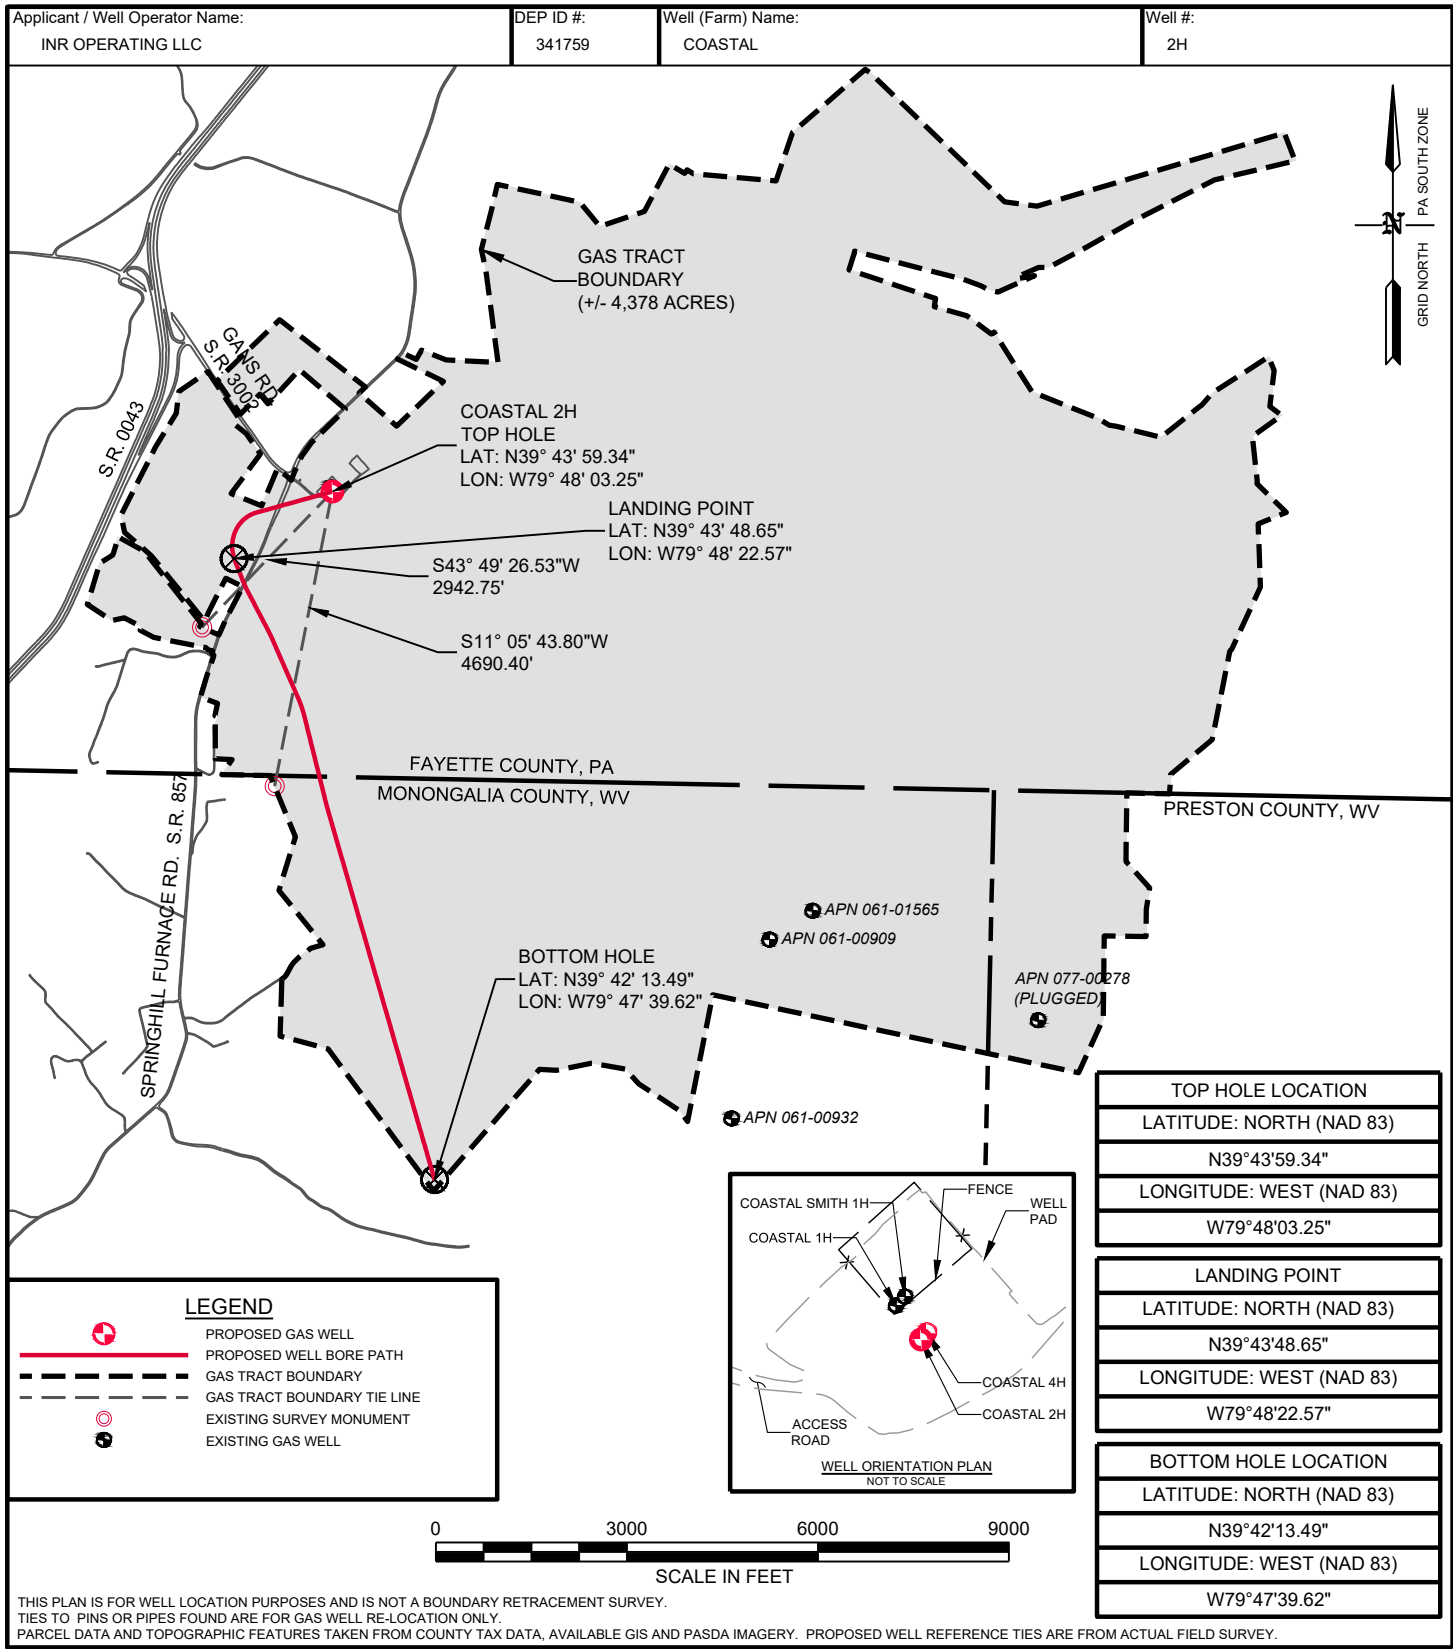 Applicant / Well Operator Name:
INR OPERATING LLC
DEP ID #:
341759
Well (Farm) Name:
COASTAL
Well #:
2H
GRID NORTH PA SOUTH ZONE
N
GAS TRACT
BOUNDARY
(+/- 4,378 ACRES)
GANS RD.
S.R. 3002
S.R. 0043
COASTAL 2H
TOP HOLE
LAT: N39° 43' 59.34"
LON: W79° 48' 03.25"
LANDING POINT
LAT: N39° 43' 48.65"
LON: W79° 48' 22.57"
S43° 49' 26.53"W
2942.75'
S11° 05' 43.80"W
4690.40'
FAYETTE COUNTY, PA
MONONGALIA COUNTY, WV
PRESTON COUNTY, WV
SPRINGHILL FURNACE RD. S.R. 857
APN 061-01565
APN 061-00909
BOTTOM HOLE
LAT: N39° 42' 13.49"
LON: W79° 47' 39.62"
APN 077-00278
(PLUGGED)
APN 061-00932
TOP HOLE LOCATION
LATITUDE: NORTH (NAD 83)
N39°43'59.34"
LONGITUDE: WEST (NAD 83)
W79°48'03.25"
LANDING POINT
LATITUDE: NORTH (NAD 83)
N39°43'48.65"
LONGITUDE: WEST (NAD 83)
W79°48'22.57"
BOTTOM HOLE LOCATION
LATITUDE: NORTH (NAD 83)
N39°42'13.49"
LONGITUDE: WEST (NAD 83)
W79°47'39.62"
COASTAL SMITH 1H
FENCE
WELL
PAD
COASTAL 1H
COASTAL 4H
COASTAL 2H
ACCESS
ROAD
WELL ORIENTATION PLAN
NOT TO SCALE
LEGEND
PROPOSED GAS WELL
PROPOSED WELL BORE PATH
GAS TRACT BOUNDARY
GAS TRACT BOUNDARY TIE LINE
EXISTING SURVEY MONUMENT
EXISTING GAS WELL
0 3000 6000 9000
SCALE IN FEET
THIS PLAN IS FOR WELL LOCATION PURPOSES AND IS NOT A BOUNDARY RETRACEMENT SURVEY.
TIES TO PINS OR PIPES FOUND ARE FOR GAS WELL RE-LOCATION ONLY.
PARCEL DATA AND TOPOGRAPHIC FEATURES TAKEN FROM COUNTY TAX DATA, AVAILABLE GIS AND PASDA IMAGERY. PROPOSED WELL REFERENCE TIES ARE FROM ACTUAL FIELD SURVEY.